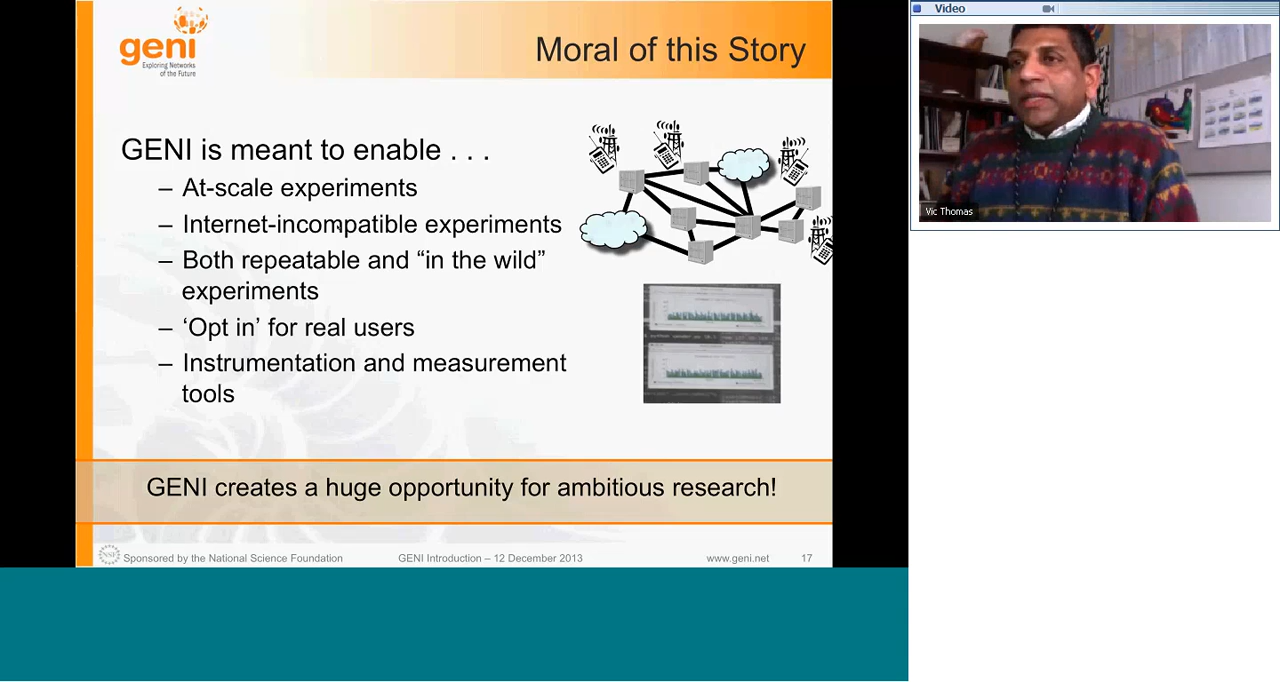 geni
Exploring Networks
of the Future
Moral of this Story
GENI is meant to enable . . .
– At-scale experiments
– Internet-incompatible experiments
– Both repeatable and “in the wild”
experiments
– ‘Opt in’ for real users
– Instrumentation and measurement
tools
GENI creates a huge opportunity for ambitious research!
NSF
Sponsored by the National Science Foundation
GENI Introduction – 12 December 2013
www.geni.net
17
Video
Vic Thomas